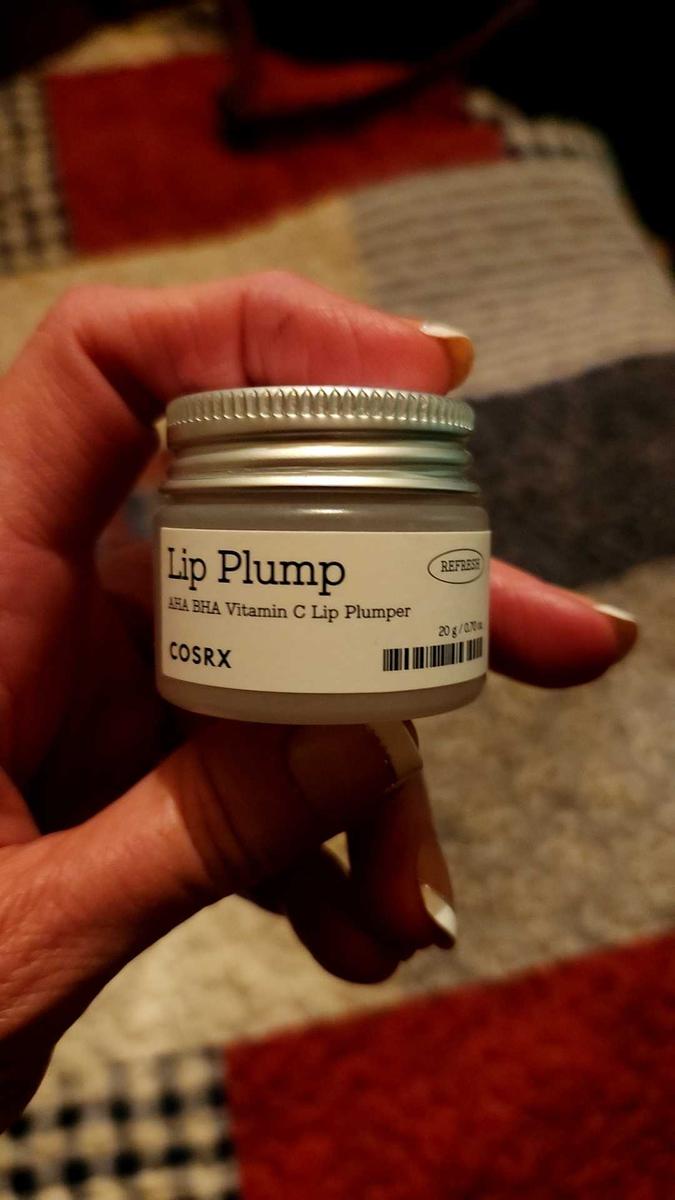 Lip Plump
REFRESH
AHA BHA Vitamin C Lip Plumper
20 g / 0.70 oz
COSRX